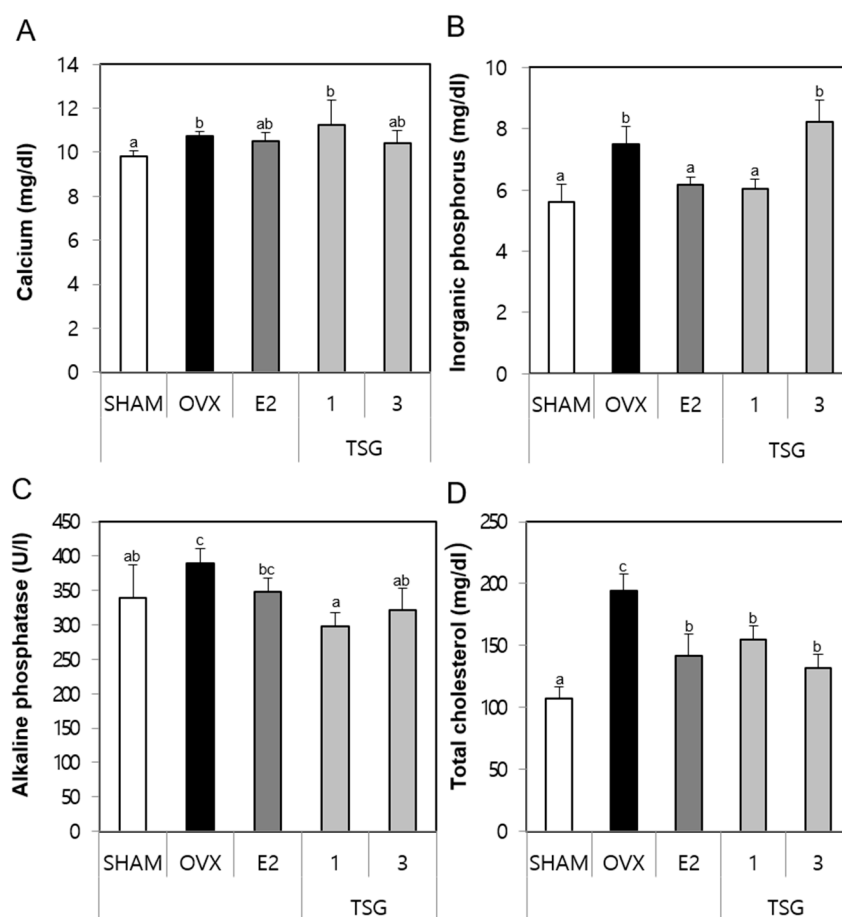 A
Calcium (mg/dl)
14
12
10
8
6
4
2
0
a
b
ab
b
ab
SHAM OVX E2 1 3
TSG
B
Inorganic phosphorus (mg/dl)
10
8
6
4
2
0
a
b
a
a
b
SHAM OVX E2 1 3
TSG
C
Alkaline phosphatase (U/l)
450
400
350
300
250
200
150
100
50
0
ab
c
bc
a
ab
SHAM OVX E2 1 3
TSG
D
Total cholesterol (mg/dl)
250
200
150
100
50
0
a
c
b
b
b
SHAM OVX E2 1 3
TSG